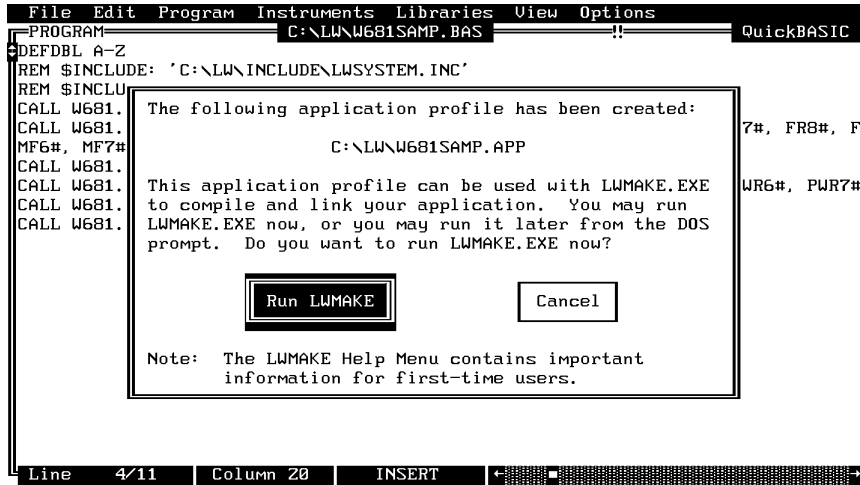 File Edit Program Instruments Libraries View Options
PROGRAM C:\LW\W681SAMP.BAS !! QuickBASIC
DEFDBL A-Z
REM $INCLUDE: 'C:\LW\INCLUDE\LWSYSTEM.INC'
REM $INCLU
CALL W681.
CALL W681. 7#, FR8#, F
MF6#, MF7#
CALL W681.
CALL W681. WR6#, PWR7#
CALL W681.
CALL W681.
The following application profile has been created:
C:\LW\W681SAMP.APP
This application profile can be used with LWMAKE.EXE
to compile and link your application. You may run
LWMAKE.EXE now, or you may run it later from the DOS
prompt. Do you want to run LWMAKE.EXE now?
Run LWMAKE Cancel
Note: The LWMAKE Help Menu contains important
information for first-time users.
Line 4/11 Column 20 INSERT